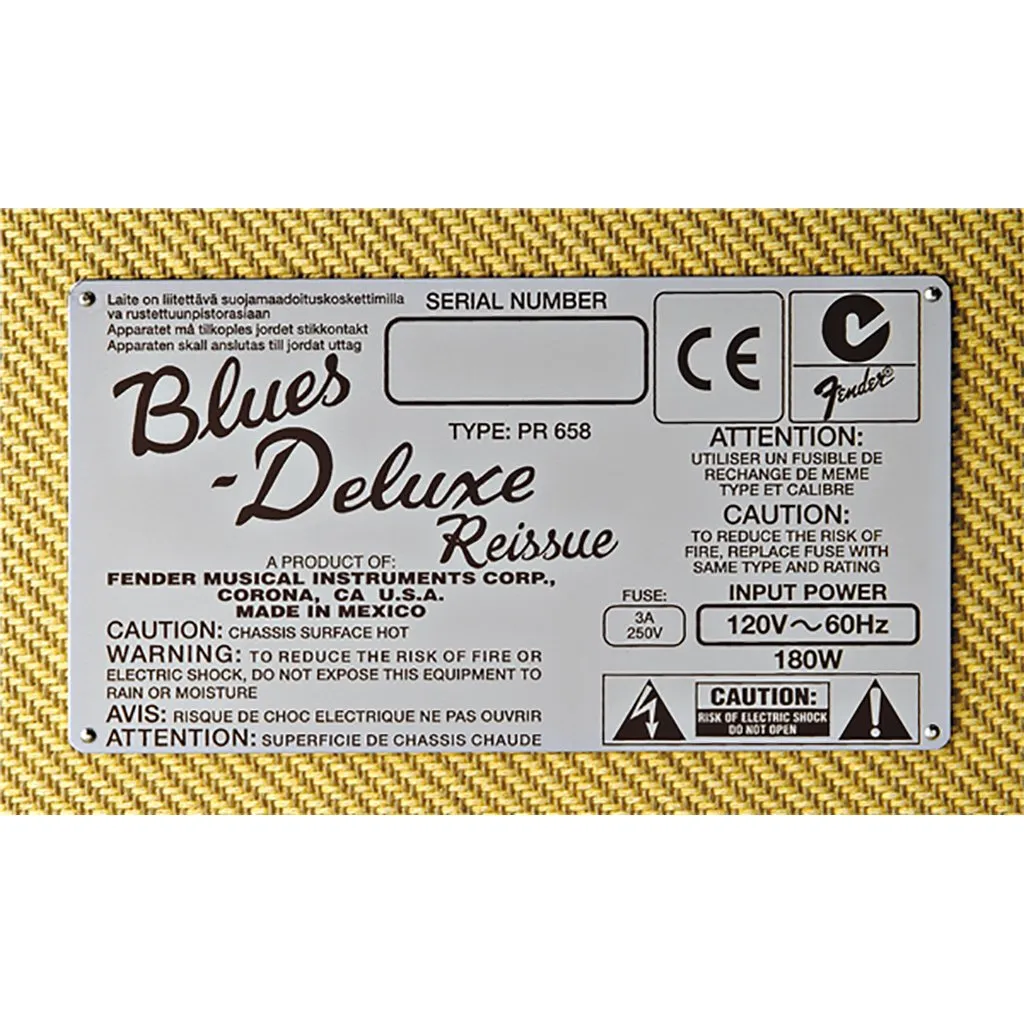 Laite on liitettävä suojamaadoituskoskettimilla
va rustettuunpistorasiaan
Apparatet må tilkoples jordet stikkontakt
Apparaten skall anslutas till jordat uttag
Blues
-Deluxe
Reissue
SERIAL NUMBER
TYPE: PR 658
CE
Fender®
A PRODUCT OF:
FENDER MUSICAL INSTRUMENTS CORP.,
CORONA, CA U.S.A.
MADE IN MEXICO
CAUTION: CHASSIS SURFACE HOT
WARNING: TO REDUCE THE RISK OF FIRE OR
ELECTRIC SHOCK, DO NOT EXPOSE THIS EQUIPMENT TO
RAIN OR MOISTURE
AVIS: RISQUE DE CHOC ELECTRIQUE NE PAS OUVRIR
ATTENTION: SUPERFICIE DE CHASSIS CHAUDE
ATTENTION:
UTILISER UN FUSIBLE DE
RECHANGE DE MEME
TYPE ET CALIBRE
CAUTION:
TO REDUCE THE RISK OF
FIRE, REPLACE FUSE WITH
SAME TYPE AND RATING
FUSE:
3A
250V
INPUT POWER
120V～60Hz
180W
CAUTION:
RISK OF ELECTRIC SHOCK
DO NOT OPEN